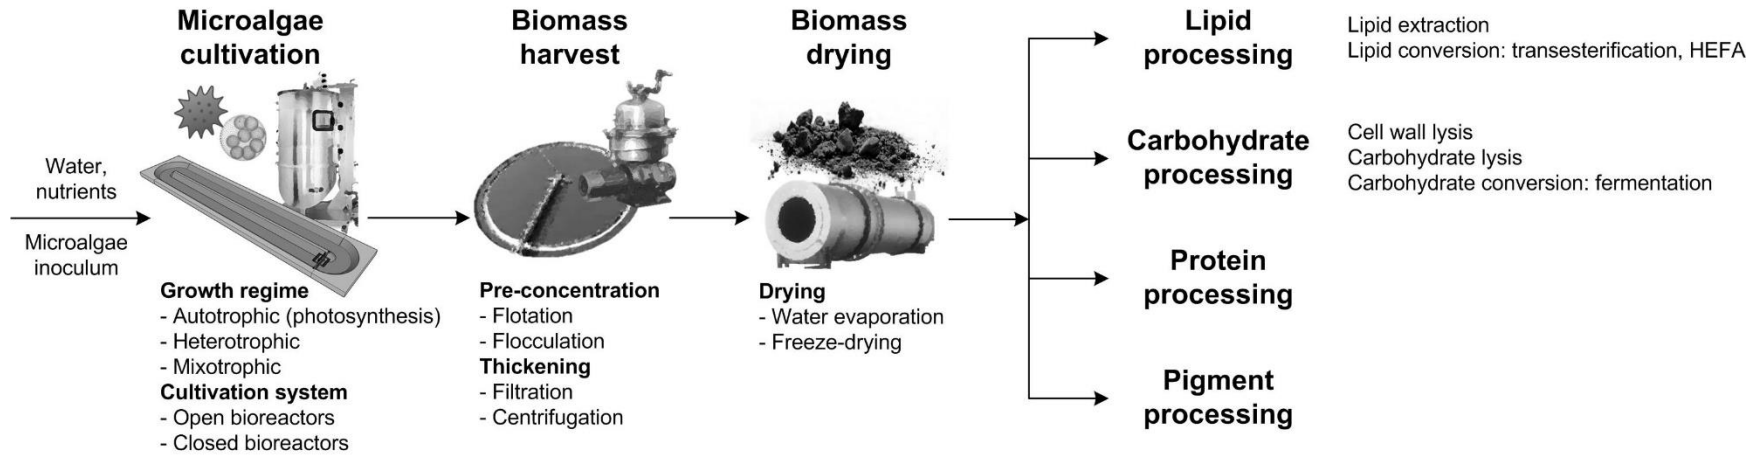 Water,
nutrients
Microalgae
inoculum
Microalgae
cultivation
Growth regime
- Autotrophic (photosynthesis)
- Heterotrophic
- Mixotrophic
Cultivation system
- Open bioreactors
- Closed bioreactors
Biomass
harvest
Pre-concentration
- Flotation
- Flocculation
Thickening
- Filtration
- Centrifugation
Biomass
drying
Drying
- Water evaporation
- Freeze-drying
Lipid
processing
Lipid extraction
Lipid conversion: transesterification, HEFA
Carbohydrate
processing
Cell wall lysis
Carbohydrate lysis
Carbohydrate conversion: fermentation
Protein
processing
Pigment
processing